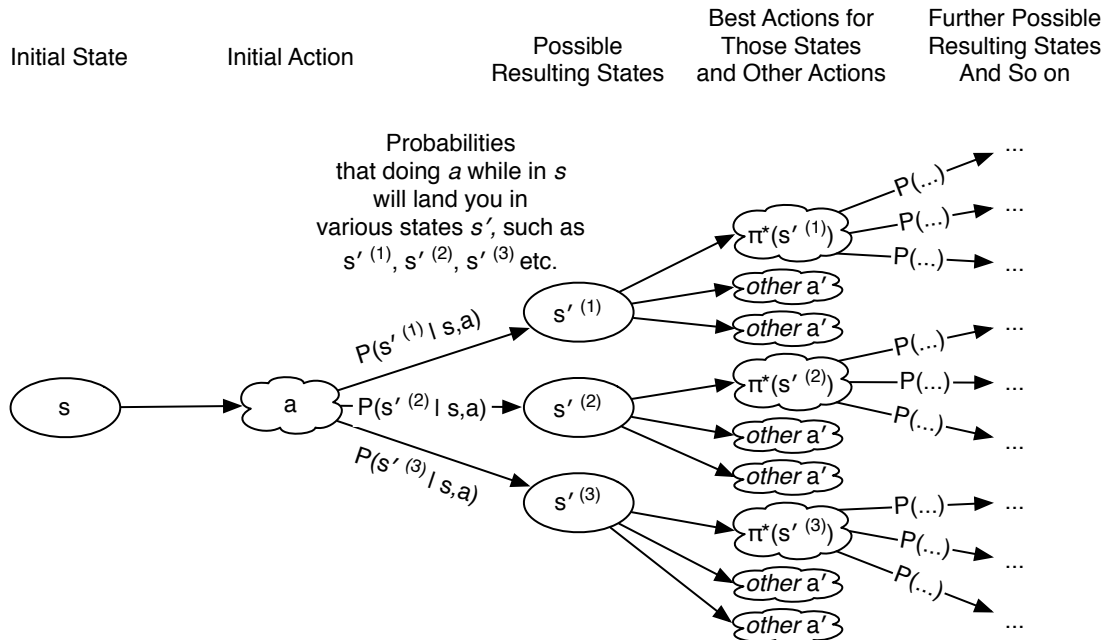 Initial State
Initial Action
Possible
Resulting States
Best Actions for
Those States
and Other Actions
Further Possible
Resulting States
And So on
Probabilities
that doing a while in s
will land you in
various states s′, such as
s′ (1), s′ (2), s′ (3) etc.
s
a
P(s′ (1) | s,a)
P(s′ (2) | s,a)
P(s′ (3) | s,a)
s′ (1)
s′ (2)
s′ (3)
π*(s′ (1))
other a′
other a′
π*(s′ (2))
other a′
other a′
π*(s′ (3))
other a′
other a′
P(...)
P(...)
P(...)
P(...)
P(...)
P(...)
P(...)
P(...)
P(...)
...
...
...
...
...
...
...
...
...